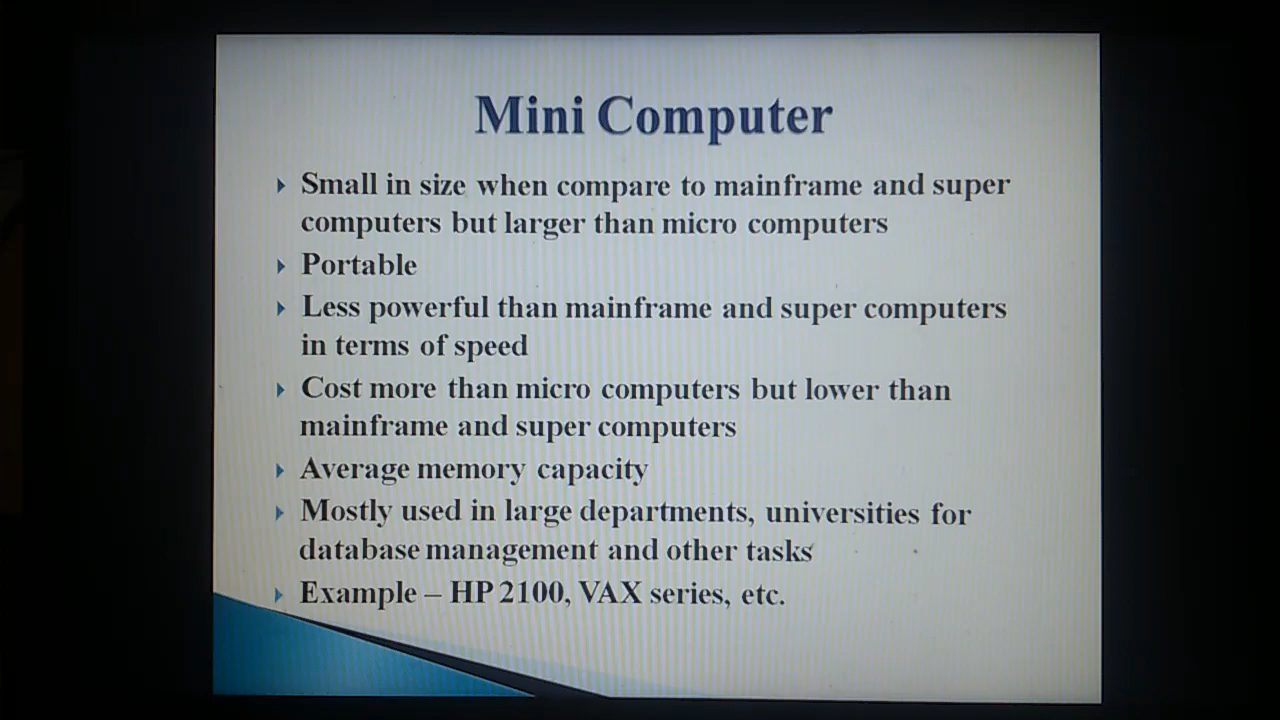 Mini Computer
Small in size when compare to mainframe and super
computers but larger than micro computers
Portable
Less powerful than mainframe and super computers
in terms of speed
Cost more than micro computers but lower than
mainframe and super computers
Average memory capacity
Mostly used in large departments, universities for
database management and other tasks
Example – HP 2100, VAX series, etc.